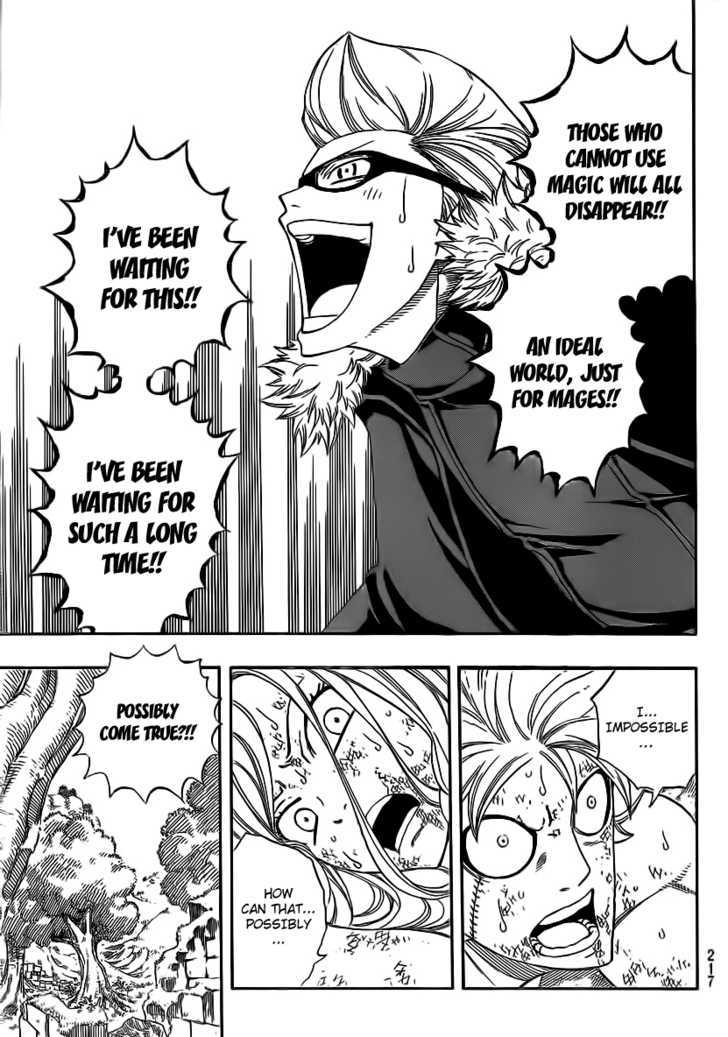 THOSE WHO
CANNOT USE
MAGIC WILL ALL
DISAPPEAR!!
AN IDEAL
WORLD, JUST
FOR MAGES!!
I'VE BEEN
WAITING
FOR THIS!!
I'VE BEEN
WAITING FOR
SUCH A LONG
TIME!!
I...
IMPOSSIBLE
...
HOW
CAN THAT...
POSSIBLY
...
POSSIBLY
COME TRUE?!!
217